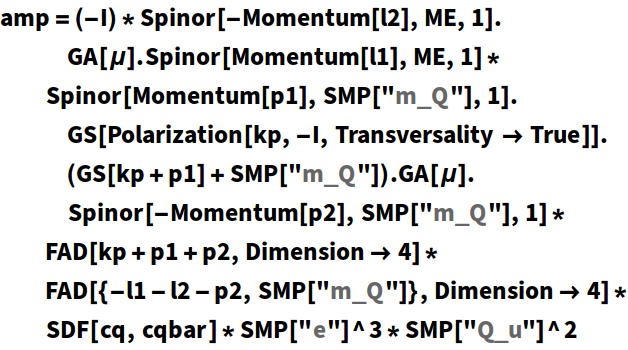 amp = (-I) * Spinor[-Momentum[l2], ME, 1].
GA[μ].Spinor[Momentum[l1], ME, 1] *
Spinor[Momentum[p1], SMP["m_Q"], 1].
GS[Polarization[kp, -I, Transversality → True]].
(GS[kp + p1] + SMP["m_Q"]).GA[μ].
Spinor[-Momentum[p2], SMP["m_Q"], 1] *
FAD[kp + p1 + p2, Dimension → 4] *
FAD[{-l1 - l2 - p2, SMP["m_Q"]}, Dimension → 4] *
SDF[cq, cqbar] * SMP["e"]^3 * SMP["Q_u"]^2